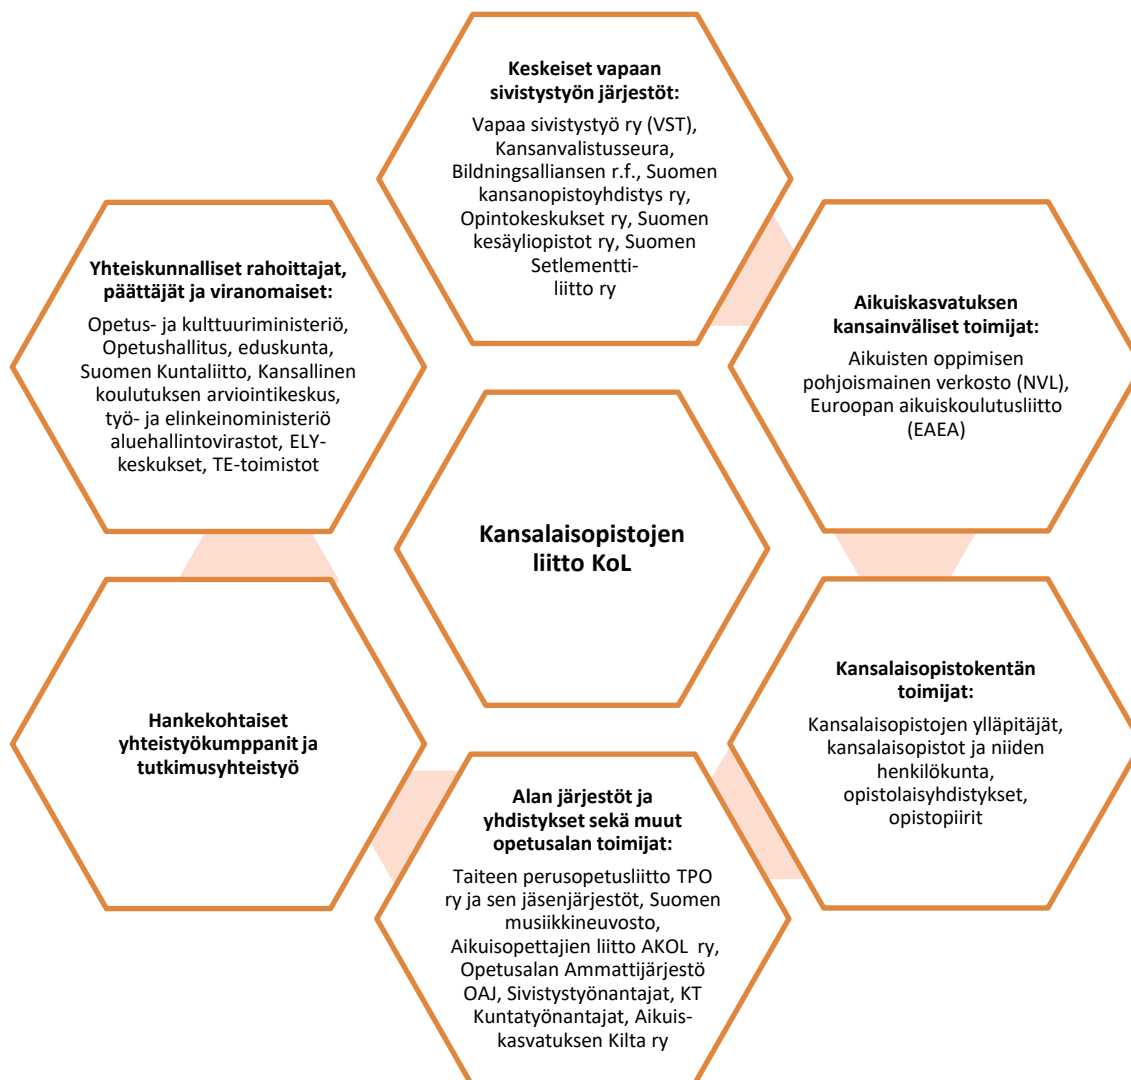 Keskeiset vapaan
sivistystyön järjestöt:
Vapaa sivistystyö ry (VST),
Kansanvalistusseura,
Bildningsalliansen r.f., Suomen
kansanopistoyhdistys ry,
Opintokeskukset ry, Suomen
kesäyliopistot ry, Suomen
Setlementti-
liitto ry
Yhteiskunnalliset rahoittajat,
päättäjät ja viranomaiset:
Opetus- ja kulttuuriministeriö,
Opetushallitus, eduskunta,
Suomen Kuntaliitto, Kansallinen
koulutuksen arviointikeskus,
työ- ja elinkeinoministeriö
aluehallintovirastot, ELY-
keskukset, TE-toimistot
Aikuiskasvatuksen
kansainväliset toimijat:
Aikuisten oppimisen
pohjoismainen verkosto (NVL),
Euroopan aikuiskoulutusliitto
(EAEA)
Kansalaisopistojen
liitto KoL
Hankekohtaiset
yhteistyökumppanit ja
tutkimusyhteistyö
Kansalaisopistokentän
toimijat:
Kansalaisopistojen ylläpitäjät,
kansalaisopistot ja niiden
henkilökunta,
opistolaisyhdistykset,
opistopiirit
Alan järjestöt ja
yhdistykset sekä muut
opetusalan toimijat:
Taiteen perusopetusliitto TPO
ry ja sen jäsenjärjestöt, Suomen
musiikkineuvosto,
Aikuisopettajien liitto AKOL ry,
Opetusalan Ammattijärjestö
OAJ, Sivistystyönantajat, KT
Kuntatyönantajat, Aikuis-
kasvatuksen Kilta ry